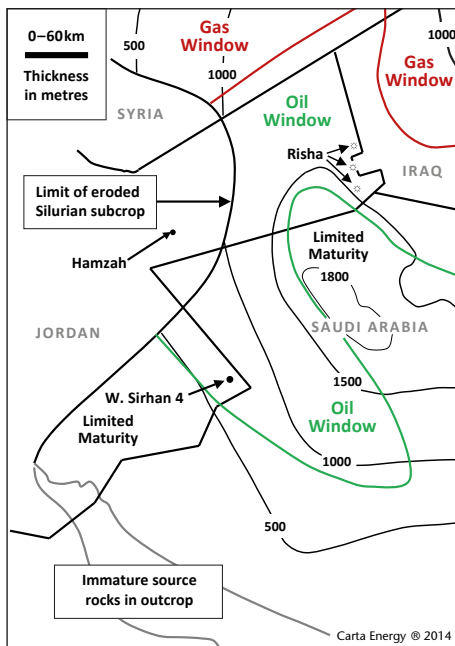 0–60km
Thickness
in metres
500
Gas
Window
1000
1000
Gas
Window
SYRIA
Oil
Window
Risha
IRAQ
Limit of eroded
Silurian subcrop
Hamzah
Limited
Maturity
1800
JORDAN
SAUDI ARABIA
W. Sirhan 4
1500
Limited
Maturity
Oil
Window
1000
500
Immature source
rocks in outcrop
Carta Energy ® 2014